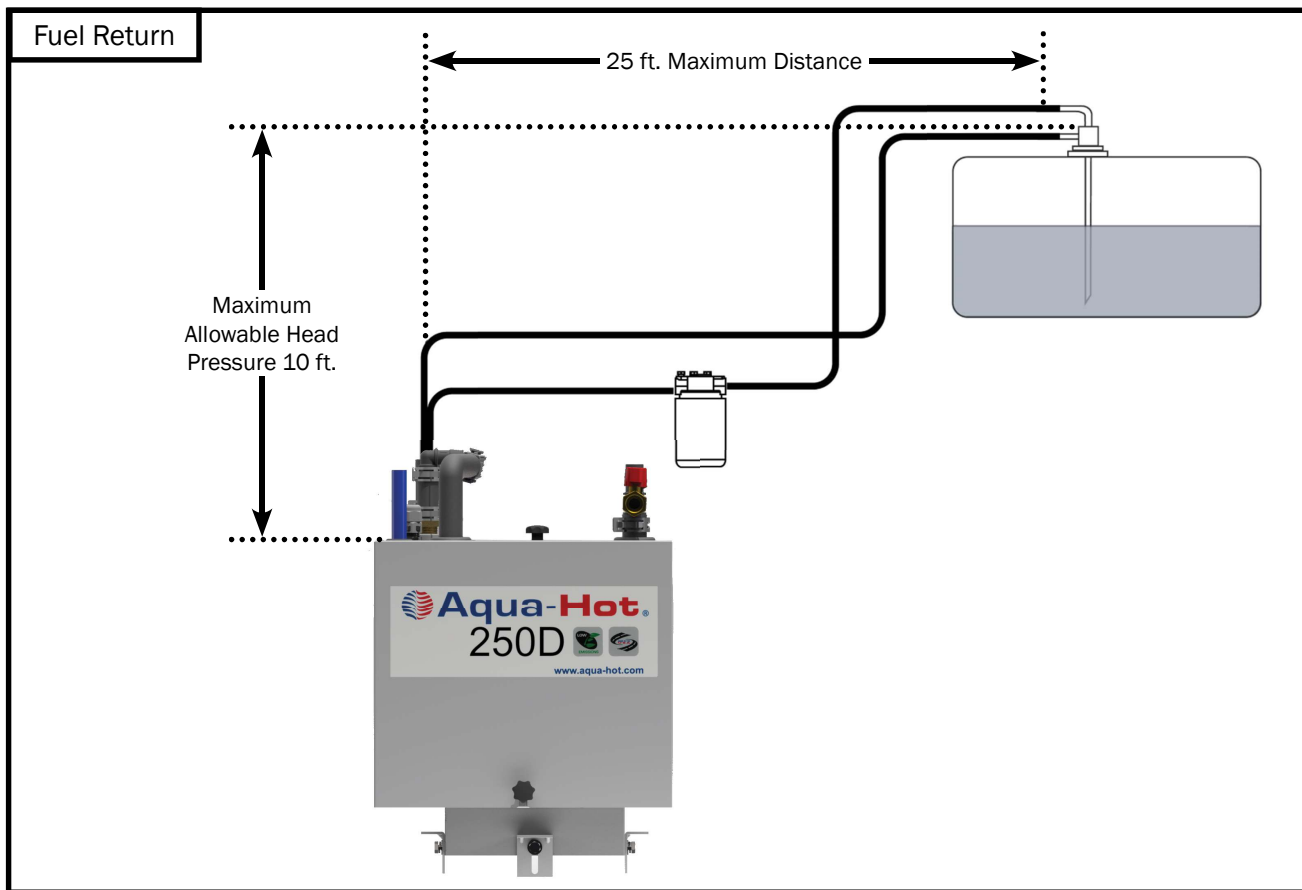 Fuel Return
25 ft. Maximum Distance
Maximum
Allowable Head
Pressure 10 ft.
Aqua-Hot®
250D
www.aqua-hot.com